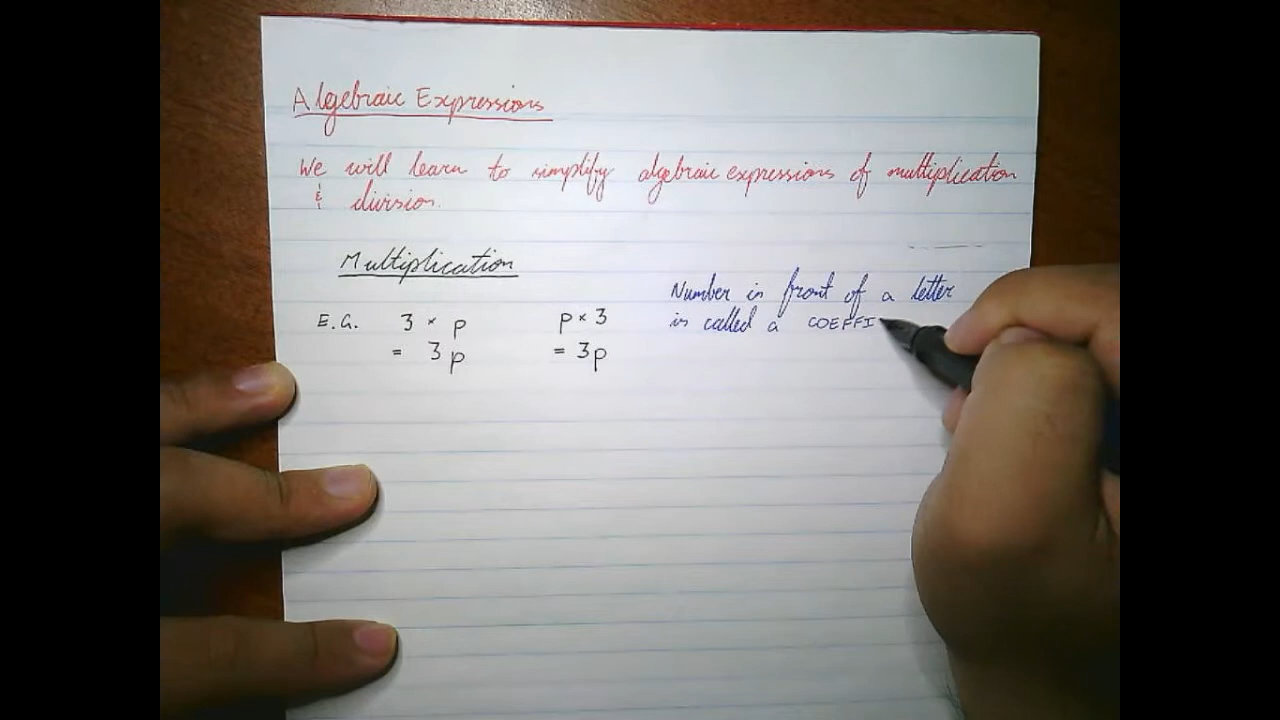 Algebraic Expressions
We will learn to simplify algebraic expressions of multiplication
& division.
Multiplication
E.G. 3 × p p × 3
= 3p = 3p
Number in front of a letter
is called a COEFFI